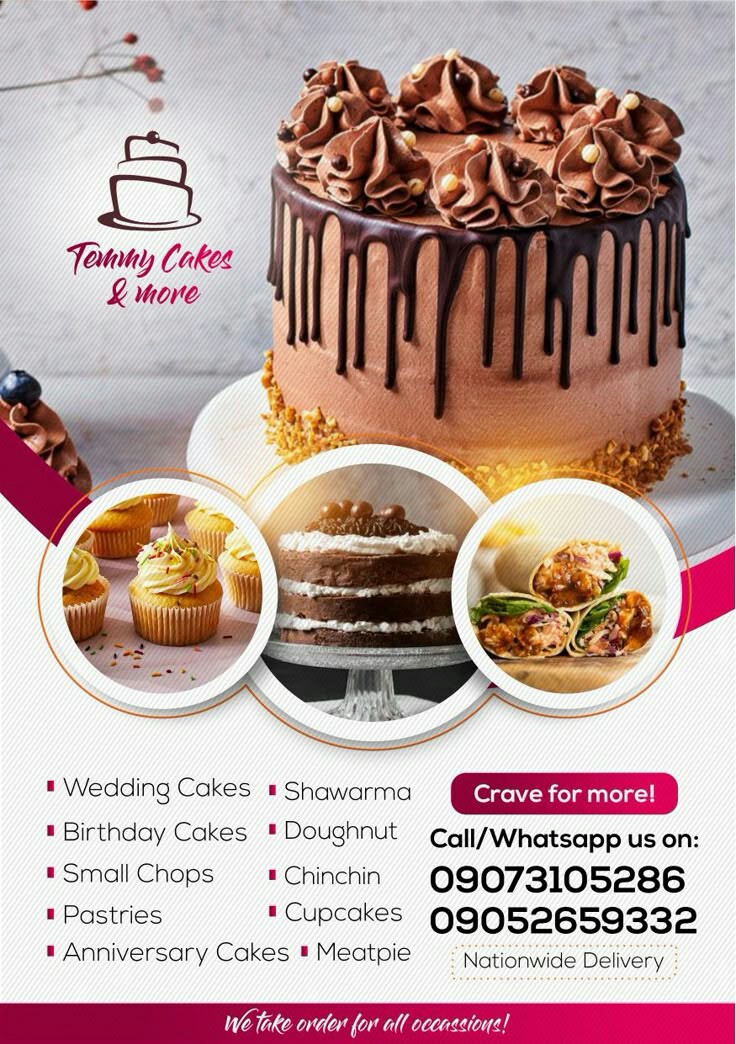 Temmy Cakes
& more
Wedding Cakes
Birthday Cakes
Small Chops
Pastries
Anniversary Cakes
Shawarma
Doughnut
Chinchin
Cupcakes
Meatpie
Crave for more!
Call/Whatsapp us on:
09073105286
09052659332
Nationwide Delivery
We take order for all occassions!